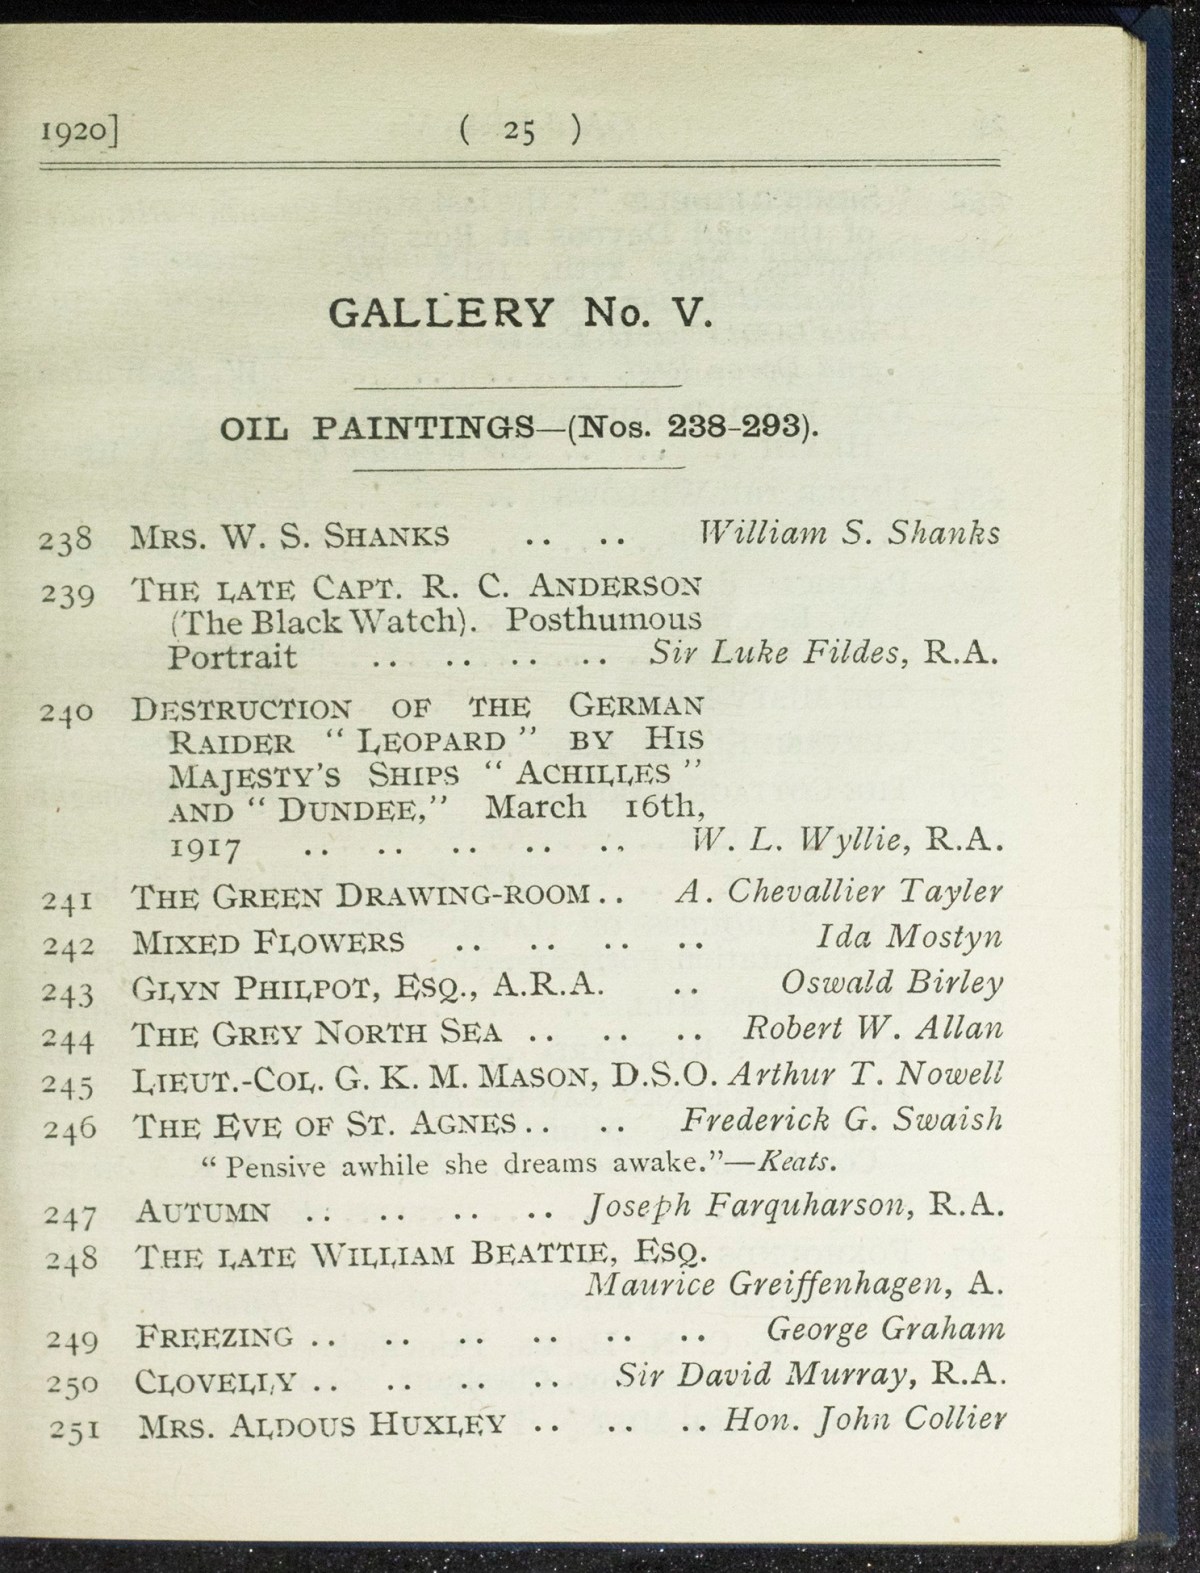 1920] ( 25 )
GALLERY No. V.
OIL PAINTINGS—(Nos. 238-293).
238 MRS. W. S. SHANKS .. .. William S. Shanks
239 THE LATE CAPT. R. C. ANDERSON
(The Black Watch). Posthumous
Portrait .. .. .. .. Sir Luke Fildes, R.A.
240 DESTRUCTION OF THE GERMAN
RAIDER “ LEOPARD ” BY HIS
MAJESTY’S SHIPS “ ACHILLES ”
AND “ DUNDEE,” March 16th,
1917 .. .. .. .. .. W. L. Wyllie, R.A.
241 THE GREEN DRAWING-ROOM .. A. Chevallier Tayler
242 MIXED FLOWERS .. .. .. .. Ida Mostyn
243 GLYN PHILPOT, ESQ., A.R.A. .. Oswald Birley
244 THE GREY NORTH SEA .. .. .. Robert W. Allan
245 LIEUT.-COL. G. K. M. MASON, D.S.O. Arthur T. Nowell
246 THE EVE OF ST. AGNES .. .. Frederick G. Swaish
“ Pensive awhile she dreams awake.”—Keats.
247 AUTUMN .. .. .. .. Joseph Farquharson, R.A.
248 THE LATE WILLIAM BEATTIE, ESQ.
Maurice Greiffenhagen, A.
249 FREEZING .. .. .. .. .. .. George Graham
250 CLOVELLY .. .. .. .. Sir David Murray, R.A.
251 MRS. ALDOUS HUXLEY .. .. .. Hon. John Collier